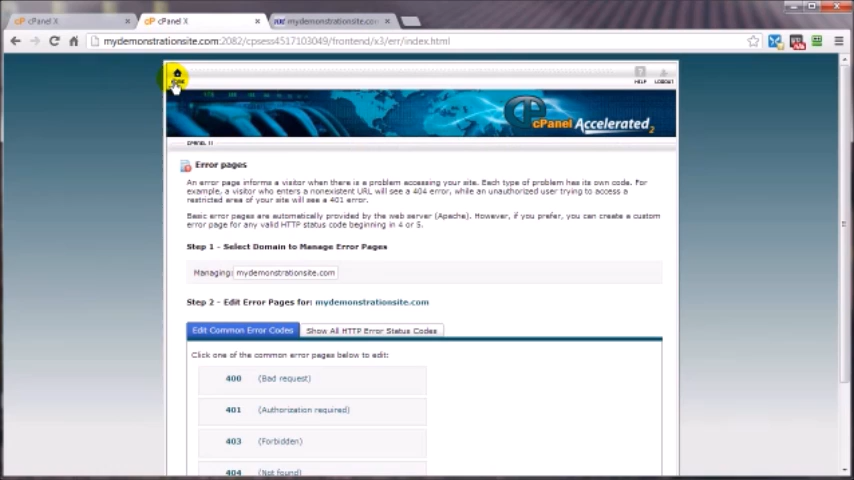 cPanel X
cPanel X
mydemonstrationsite.com
mydemonstrationsite.com:2082/cpsess4517103049/frontend/x3/err/index.html
HOME
HELP
LOGOUT
cPanel Accelerated2
CPANEL 11
Error pages
An error page informs a visitor when there is a problem accessing your site. Each type of problem has its own code. For
example, a visitor who enters a nonexistent URL will see a 404 error, while an unauthorized user trying to access a
restricted area of your site will see a 401 error.
Basic error pages are automatically provided by the web server (Apache). However, if you prefer, you can create a custom
error page for any valid HTTP status code beginning in 4 or 5.
Step 1 - Select Domain to Manage Error Pages
Managing: mydemonstrationsite.com
Step 2 - Edit Error Pages for: mydemonstrationsite.com
Edit Common Error Codes
Show All HTTP Error Status Codes
Click one of the common error pages below to edit:
400 (Bad request)
401 (Authorization required)
403 (Forbidden)
404 (Not found)